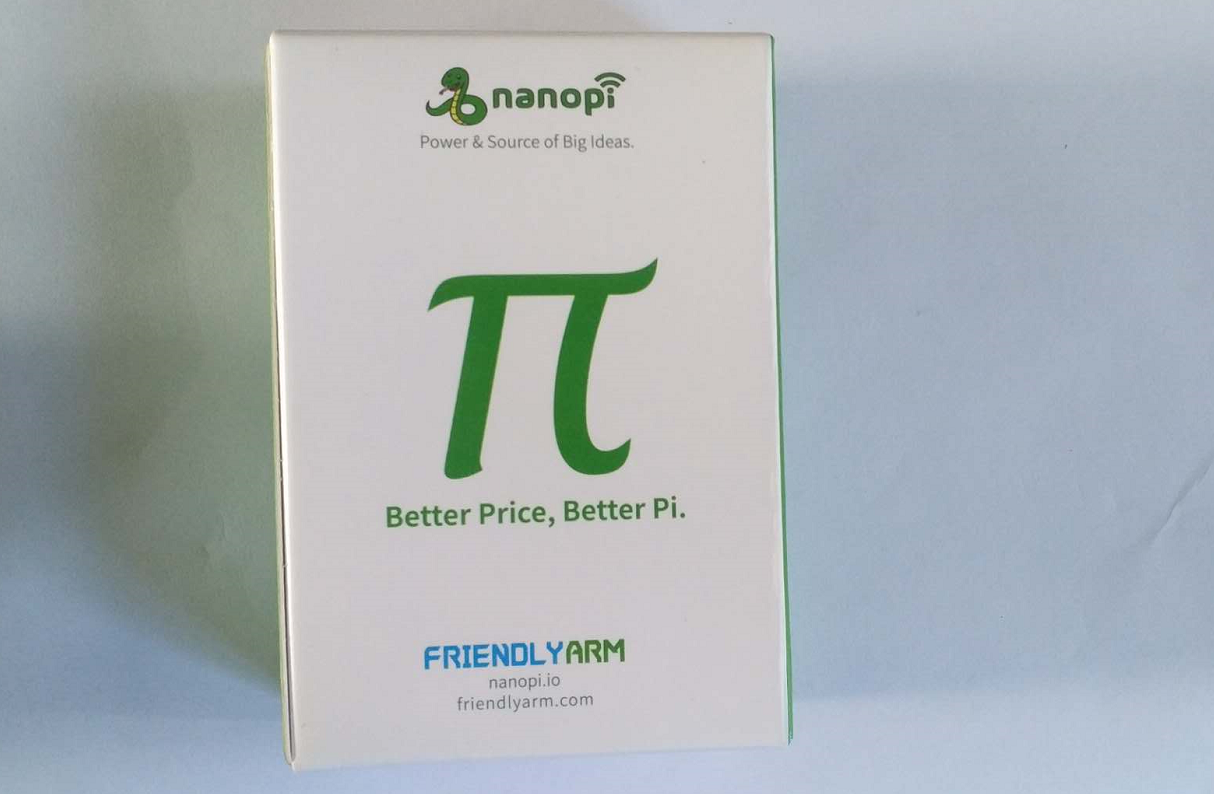 nanopi
Power & Source of Big Ideas.
π
Better Price, Better Pi.
FRIENDLYARM
nanopi.io
friendlyarm.com